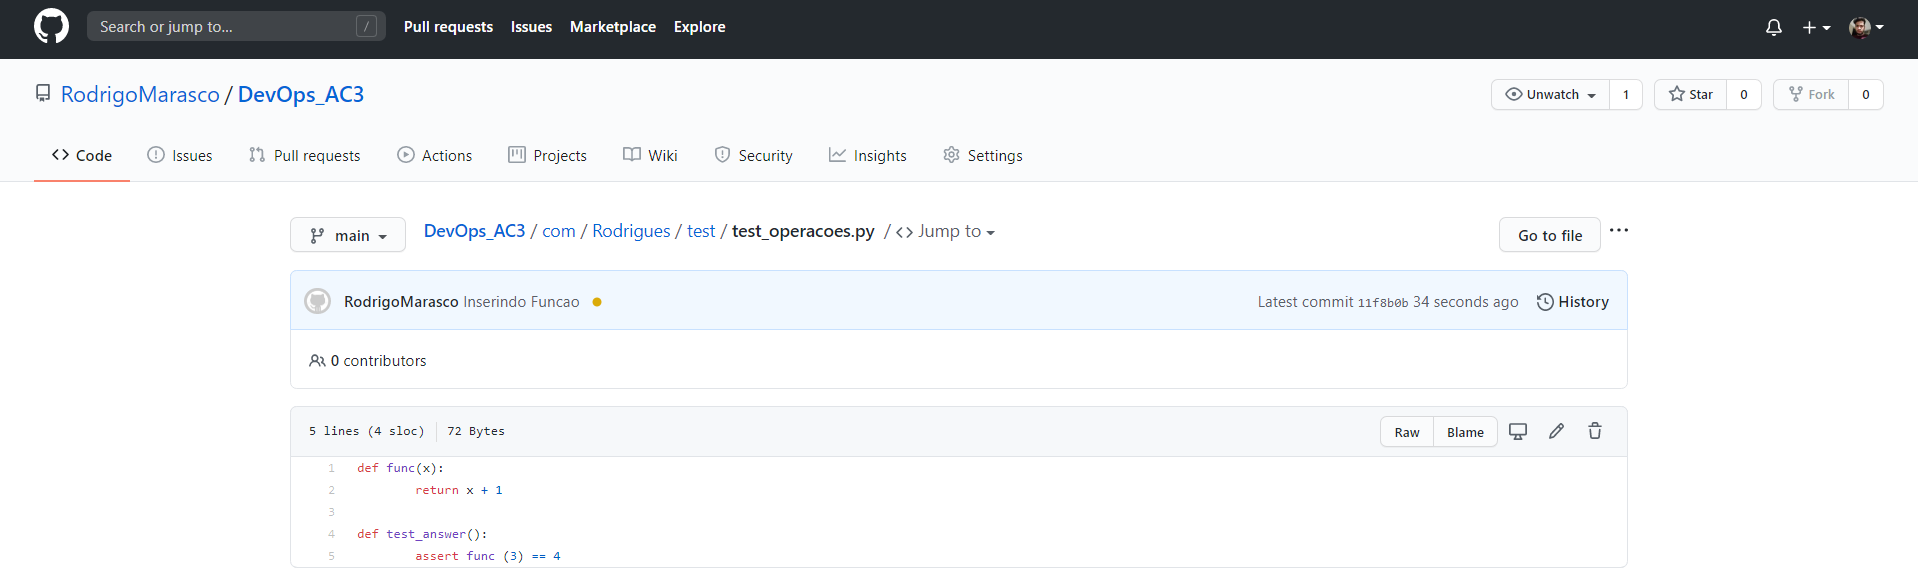 Search or jump to... /
Pull requests Issues Marketplace Explore
RodrigoMarasco / DevOps_AC3
Unwatch 1 Star 0 Fork 0
Code Issues Pull requests Actions Projects Wiki Security Insights Settings
main DevOps_AC3 / com / Rodrigues / test / test_operacoes.py / <> Jump to
Go to file ...
RodrigoMarasco Inserindo Funcao
Latest commit 11f8b0b 34 seconds ago History
0 contributors
5 lines (4 sloc) 72 Bytes
Raw Blame
1 def func(x):
2 return x + 1
3
4 def test_answer():
5 assert func (3) == 4